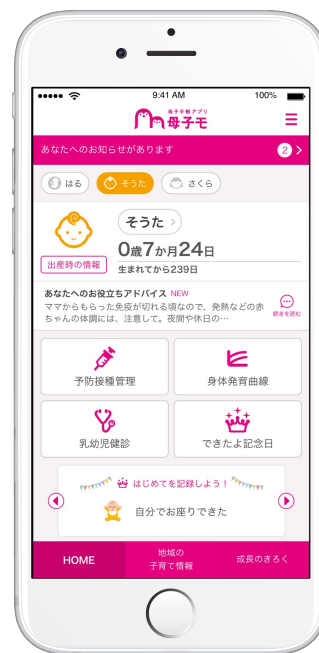 9:41 AM
100%
母子手帳アプリ
母子モ
あなたへのお知らせがあります
2
はる
そうた
さくら
そうた
0歳7か月24日
出産時の情報
生まれてから239日
あなたへのお役立ちアドバイス NEW
ママからもらった免疫が切れる頃なので、発熱などの赤
ちゃんの体調には、注意して。夜間や休日の…
続きを読む
予防接種管理
身体発育曲線
乳幼児健診
できたよ記念日
はじめてを記録しよう！
自分でお座りできた
HOME
地域の
子育て情報
成長のきろく